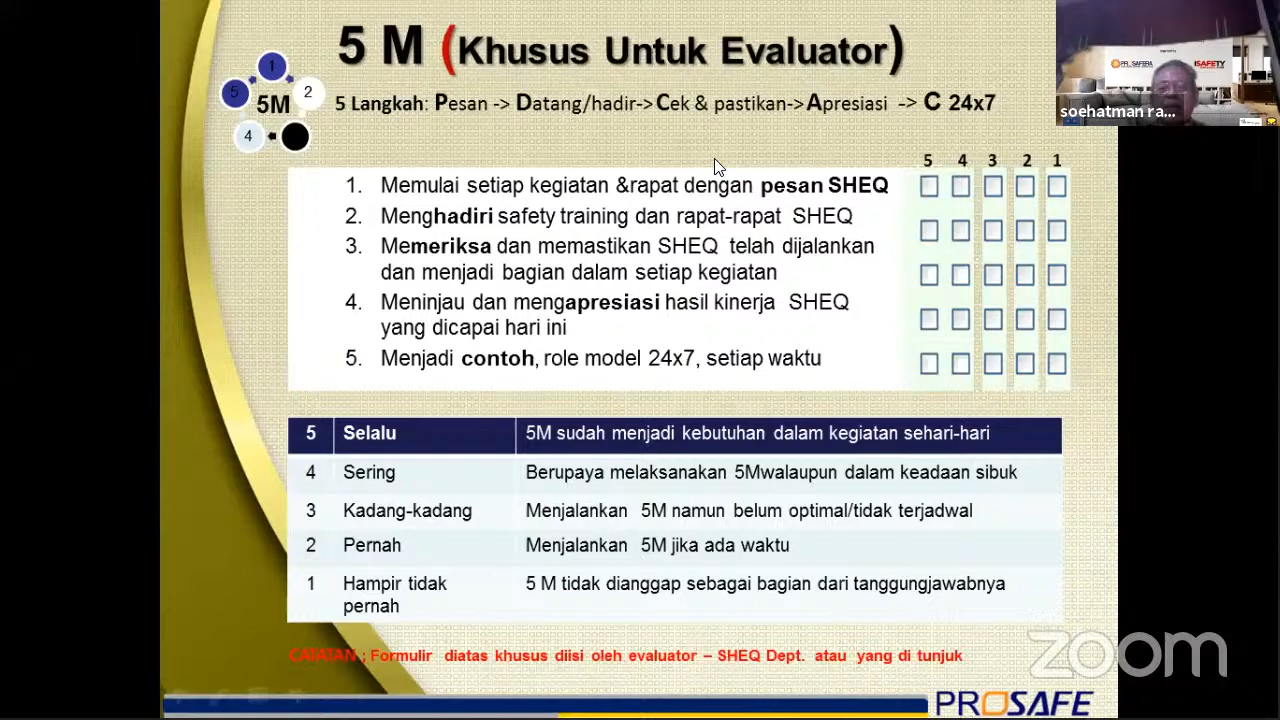 5 M (Khusus Untuk Evaluator)
1
5
2
5M
4
5 Langkah: Pesan -> Datang/hadir-> Cek & pastikan-> Apresiasi -> C 24x7
PROSAFE
ISAFETY
soehatman ra...
5 4 3 2 1
1. Memulai setiap kegiatan &rapat dengan pesan SHEQ
2. Menghadiri safety training dan rapat-rapat SHEQ
3. Memeriksa dan memastikan SHEQ telah dijalankan
dan menjadi bagian dalam setiap kegiatan
4. Meninjau dan mengapresiasi hasil kinerja SHEQ
yang dicapai hari ini
5. Menjadi contoh, role model 24x7, setiap waktu
5 Selalu 5M sudah menjadi kebutuhan dalam kegiatan sehari-hari
4 Sering Berupaya melaksanakan 5Mwalaupun dalam keadaan sibuk
3 Kadang-kadang Menjalankan 5M namun belum optimal/tidak terjadwal
2 Pernah Menjalankan 5M jika ada waktu
1 Hampir tidak 5 M tidak dianggap sebagai bagian dari tanggungjawabnya
pernah
CATATAN ; Formulir diatas khusus diisi oleh evaluator – SHEQ Dept. atau yang di tunjuk
zoom
PROSAFE